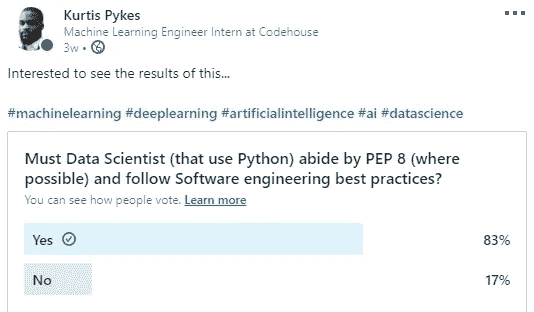 Kurtis Pykes
Machine Learning Engineer Intern at Codehouse
3w •
Interested to see the results of this...
#machinelearning #deeplearning #artificialintelligence #ai #datascience
Must Data Scientist (that use Python) abide by PEP 8 (where
possible) and follow Software engineering best practices?
You can see how people vote. Learn more
Yes 83%
No 17%